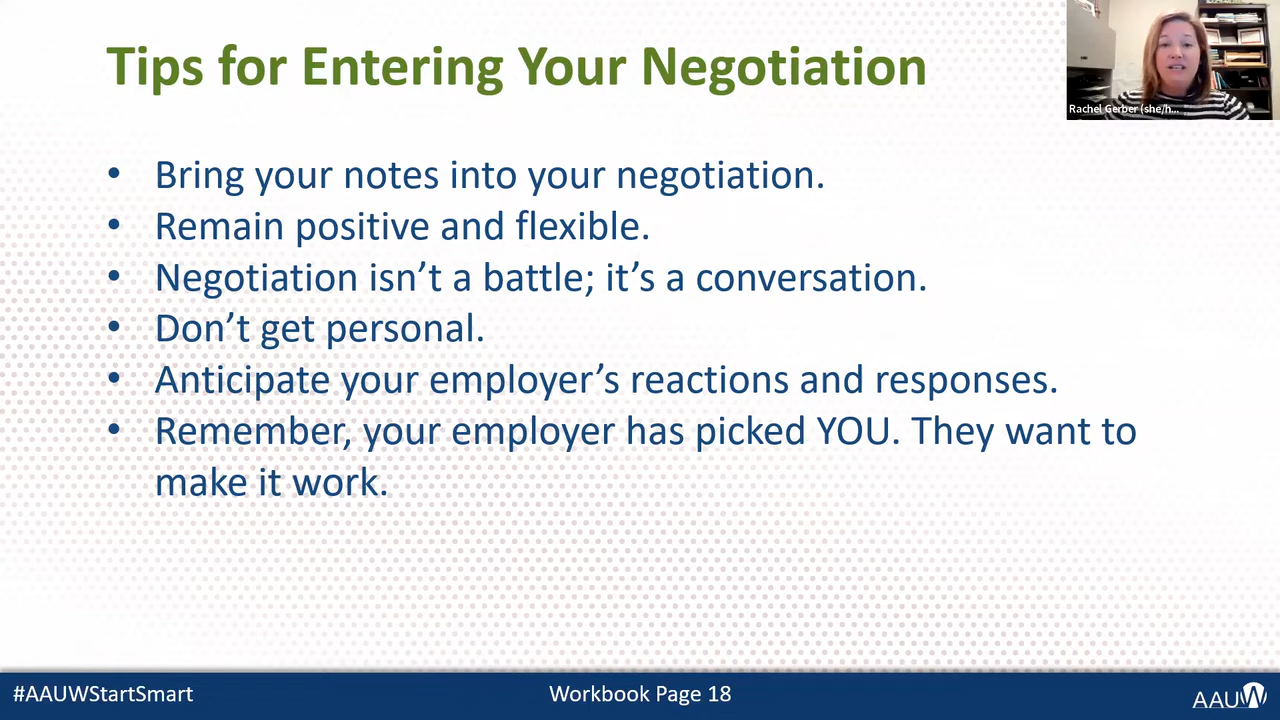 Tips for Entering Your Negotiation
Rachel Gerber (she/h...
• Bring your notes into your negotiation.
• Remain positive and flexible.
• Negotiation isn’t a battle; it’s a conversation.
• Don’t get personal.
• Anticipate your employer’s reactions and responses.
• Remember, your employer has picked YOU. They want to
make it work.
#AAUWStartSmart
Workbook Page 18
AAUW